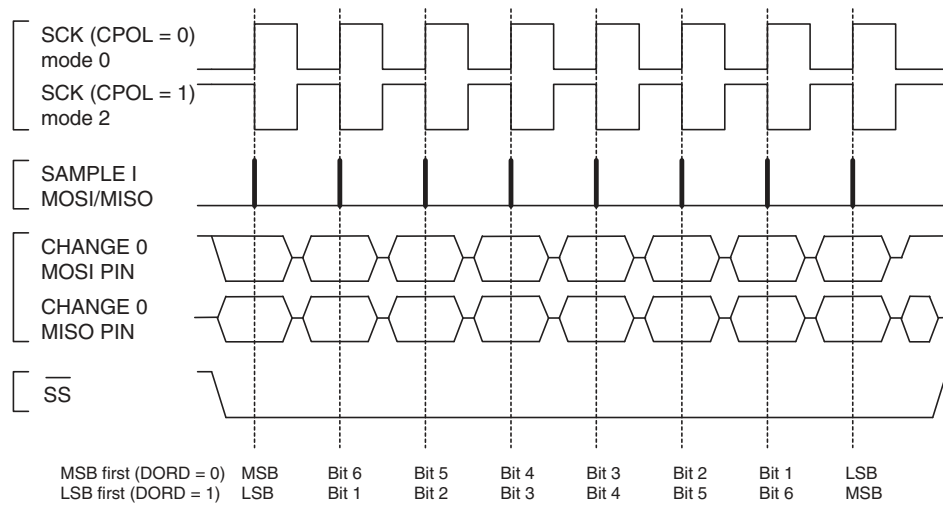 SCK (CPOL = 0)
mode 0
SCK (CPOL = 1)
mode 2
SAMPLE I
MOSI/MISO
CHANGE 0
MOSI PIN
CHANGE 0
MISO PIN
SS
MSB first (DORD = 0) MSB Bit 6 Bit 5 Bit 4 Bit 3 Bit 2 Bit 1 LSB
LSB first (DORD = 1) LSB Bit 1 Bit 2 Bit 3 Bit 4 Bit 5 Bit 6 MSB